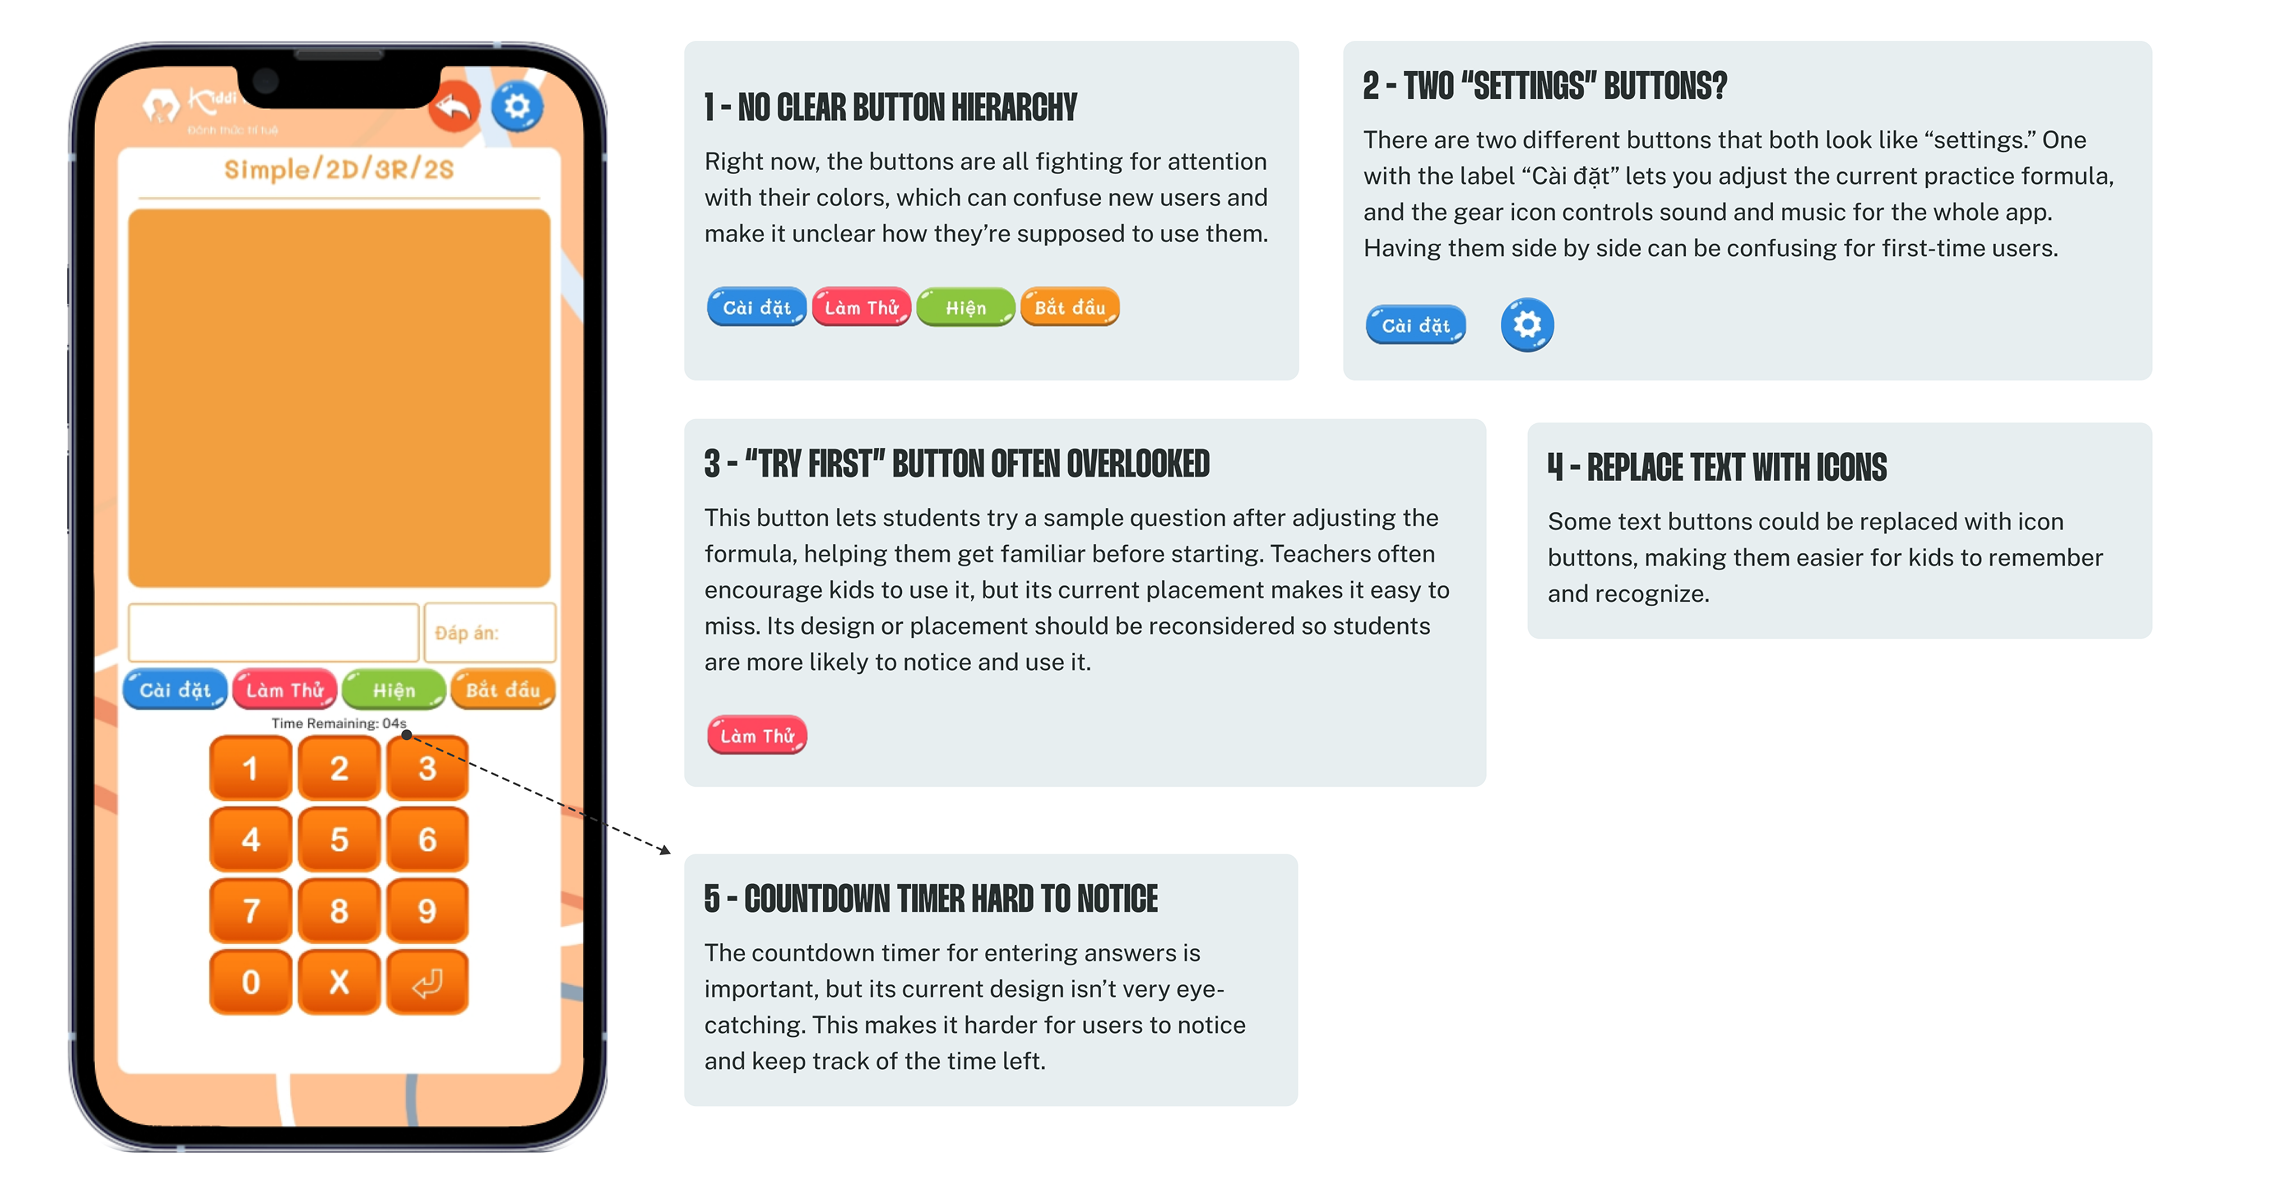 Kiddi
Đánh thức trí tuệ
Simple/2D/3R/2S
Đáp án:
Cài đặt
Làm Thử
Hiện
Bắt đầu
Time Remaining: 04s
1 2 3
4 5 6
7 8 9
0 X
1 - NO CLEAR BUTTON HIERARCHY
Right now, the buttons are all fighting for attention
with their colors, which can confuse new users and
make it unclear how they’re supposed to use them.
Cài đặt
Làm Thử
Hiện
Bắt đầu
2 - TWO “SETTINGS” BUTTONS?
There are two different buttons that both look like “settings.” One
with the label “Cài đặt” lets you adjust the current practice formula,
and the gear icon controls sound and music for the whole app.
Having them side by side can be confusing for first-time users.
Cài đặt
3 - “TRY FIRST” BUTTON OFTEN OVERLOOKED
This button lets students try a sample question after adjusting the
formula, helping them get familiar before starting. Teachers often
encourage kids to use it, but its current placement makes it easy to
miss. Its design or placement should be reconsidered so students
are more likely to notice and use it.
Làm Thử
4 - REPLACE TEXT WITH ICONS
Some text buttons could be replaced with icon
buttons, making them easier for kids to remember
and recognize.
5 - COUNTDOWN TIMER HARD TO NOTICE
The countdown timer for entering answers is
important, but its current design isn’t very eye-
catching. This makes it harder for users to notice
and keep track of the time left.